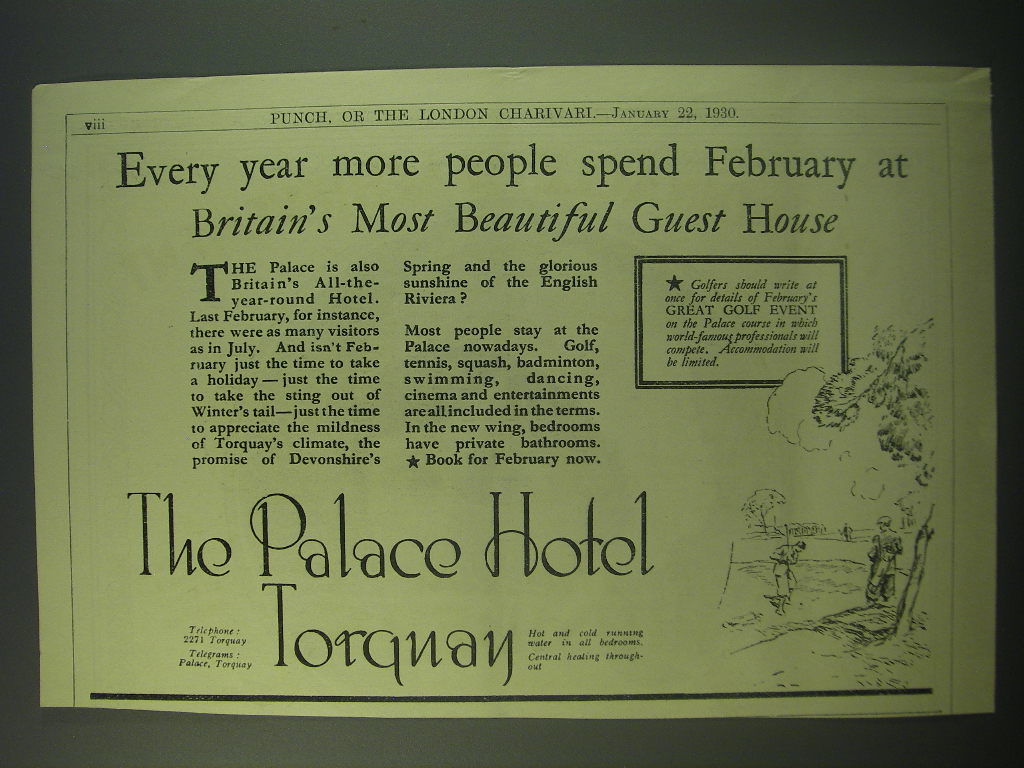 viii
PUNCH, OR THE LONDON CHARIVARI.—January 22, 1930.
Every year more people spend February at
Britain's Most Beautiful Guest House
THE Palace is also
Britain's All-the-
year-round Hotel.
Last February, for instance,
there were as many visitors
as in July. And isn't Feb-
ruary just the time to take
a holiday—just the time
to take the sting out of
Winter's tail—just the time
to appreciate the mildness
of Torquay's climate, the
promise of Devonshire's
Spring and the glorious
sunshine of the English
Riviera?
Most people stay at the
Palace nowadays. Golf,
tennis, squash, badminton,
swimming, dancing,
cinema and entertainments
are all included in the terms.
In the new wing, bedrooms
have private bathrooms.
★ Book for February now.
★ Golfers should write at
once for details of February's
GREAT GOLF EVENT
on the Palace course in which
world-famous professionals will
compete. Accommodation will
be limited.
The Palace Hotel
Torquay
Telephone:
2271 Torquay
Telegrams:
Palace, Torquay
Hot and cold running
water in all bedrooms.
Central heating through-
out